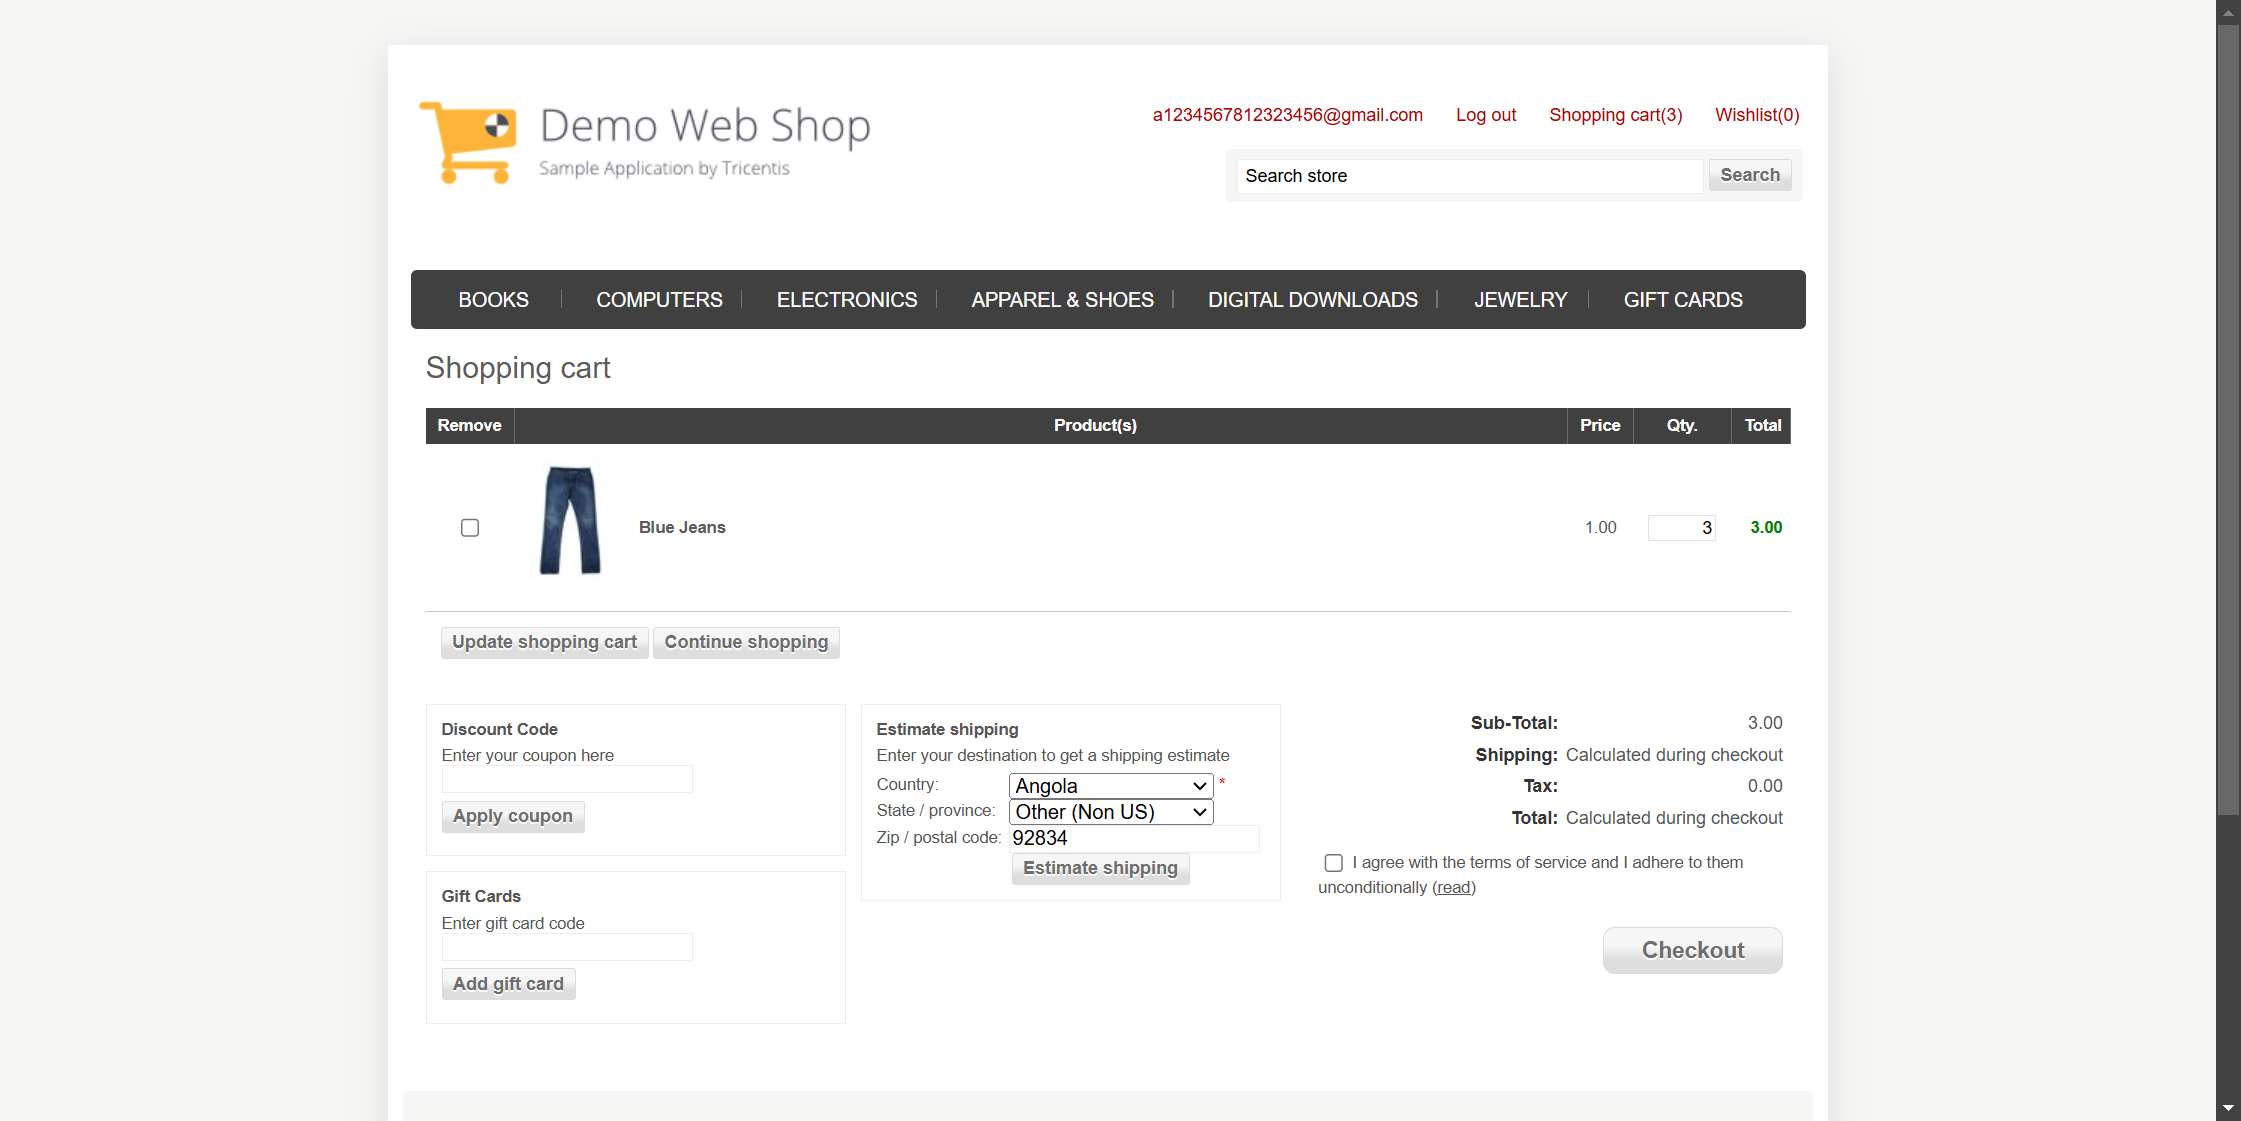 Demo Web Shop
Sample Application by Tricentis
a1234567812323456@gmail.com Log out Shopping cart(3) Wishlist(0)
Search store Search
BOOKS COMPUTERS ELECTRONICS APPAREL & SHOES DIGITAL DOWNLOADS JEWELRY GIFT CARDS
Shopping cart
Remove Product(s) Price Qty. Total
Blue Jeans 1.00 3 3.00
Update shopping cart Continue shopping
Discount Code
Enter your coupon here
Apply coupon
Gift Cards
Enter gift card code
Add gift card
Estimate shipping
Enter your destination to get a shipping estimate
Country: Angola *
State / province: Other (Non US)
Zip / postal code: 92834
Estimate shipping
Sub-Total: 3.00
Shipping: Calculated during checkout
Tax: 0.00
Total: Calculated during checkout
I agree with the terms of service and I adhere to them
unconditionally (read)
Checkout